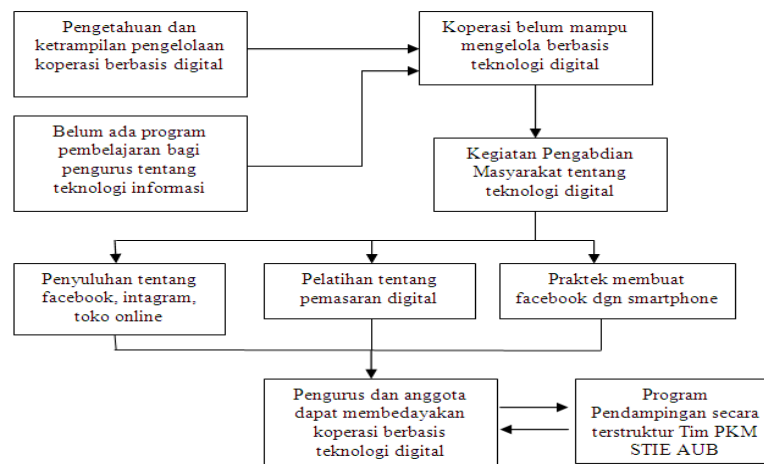 Pengetahuan dan
ketrampilan pengelolaan
koperasi berbasis digital
Koperasi belum mampu
mengelola berbasis
teknologi digital
Belum ada program
pembelajaran bagi
pengurus tentang
teknologi informasi
Kegiatan Pengabdian
Masyarakat tentang
teknologi digital
Penyuluhan tentang
facebook, intagram,
toko online
Pelatihan tentang
pemasaran digital
Praktek membuat
facebook dgn smartphone
Pengurus dan anggota
dapat membedayakan
koperasi berbasis
teknologi digital
Program
Pendampingan secara
terstruktur Tim PKM
STIE AUB